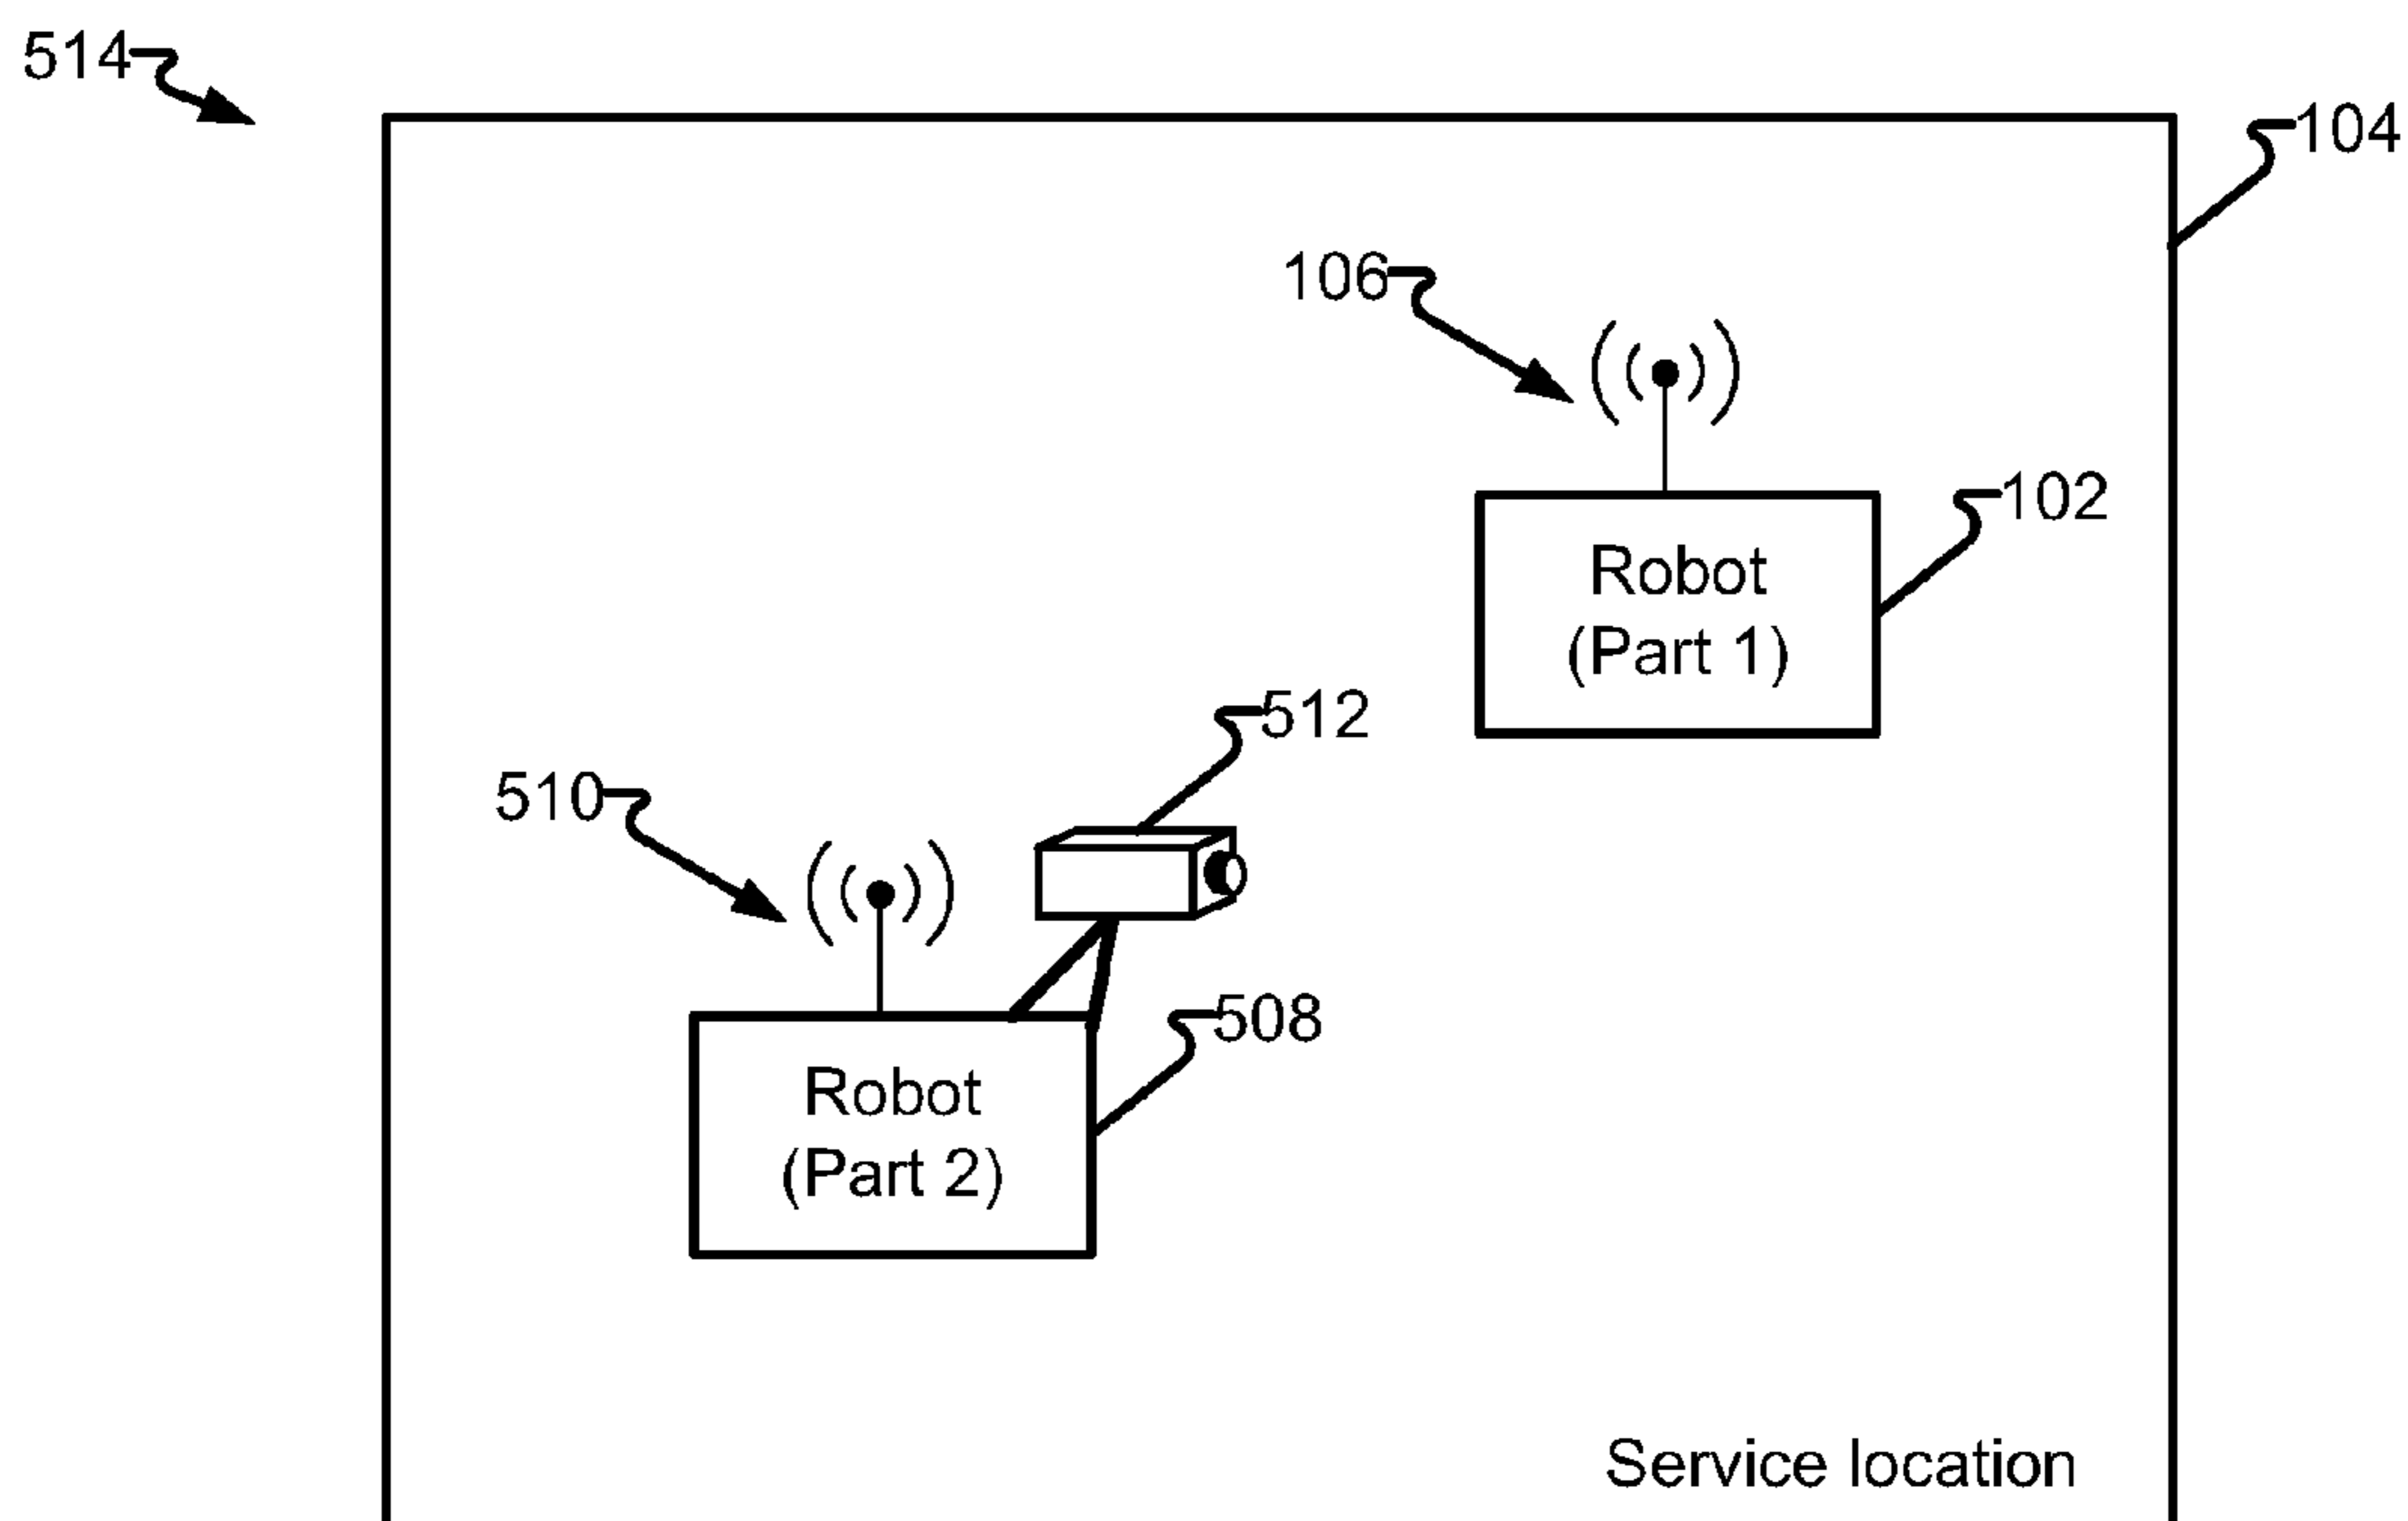 514
104
106
102
Robot
(Part 1)
512
510
508
Robot
(Part 2)
Service location